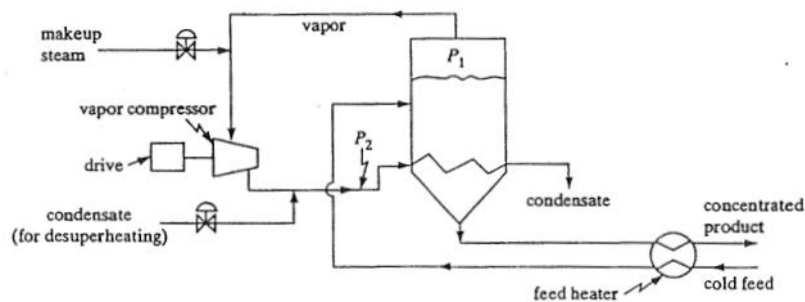 makeup
steam
vapor
P₁
vapor compressor
P₂
drive
condensate
(for desuperheating)
condensate
concentrated
product
cold feed
feed heater